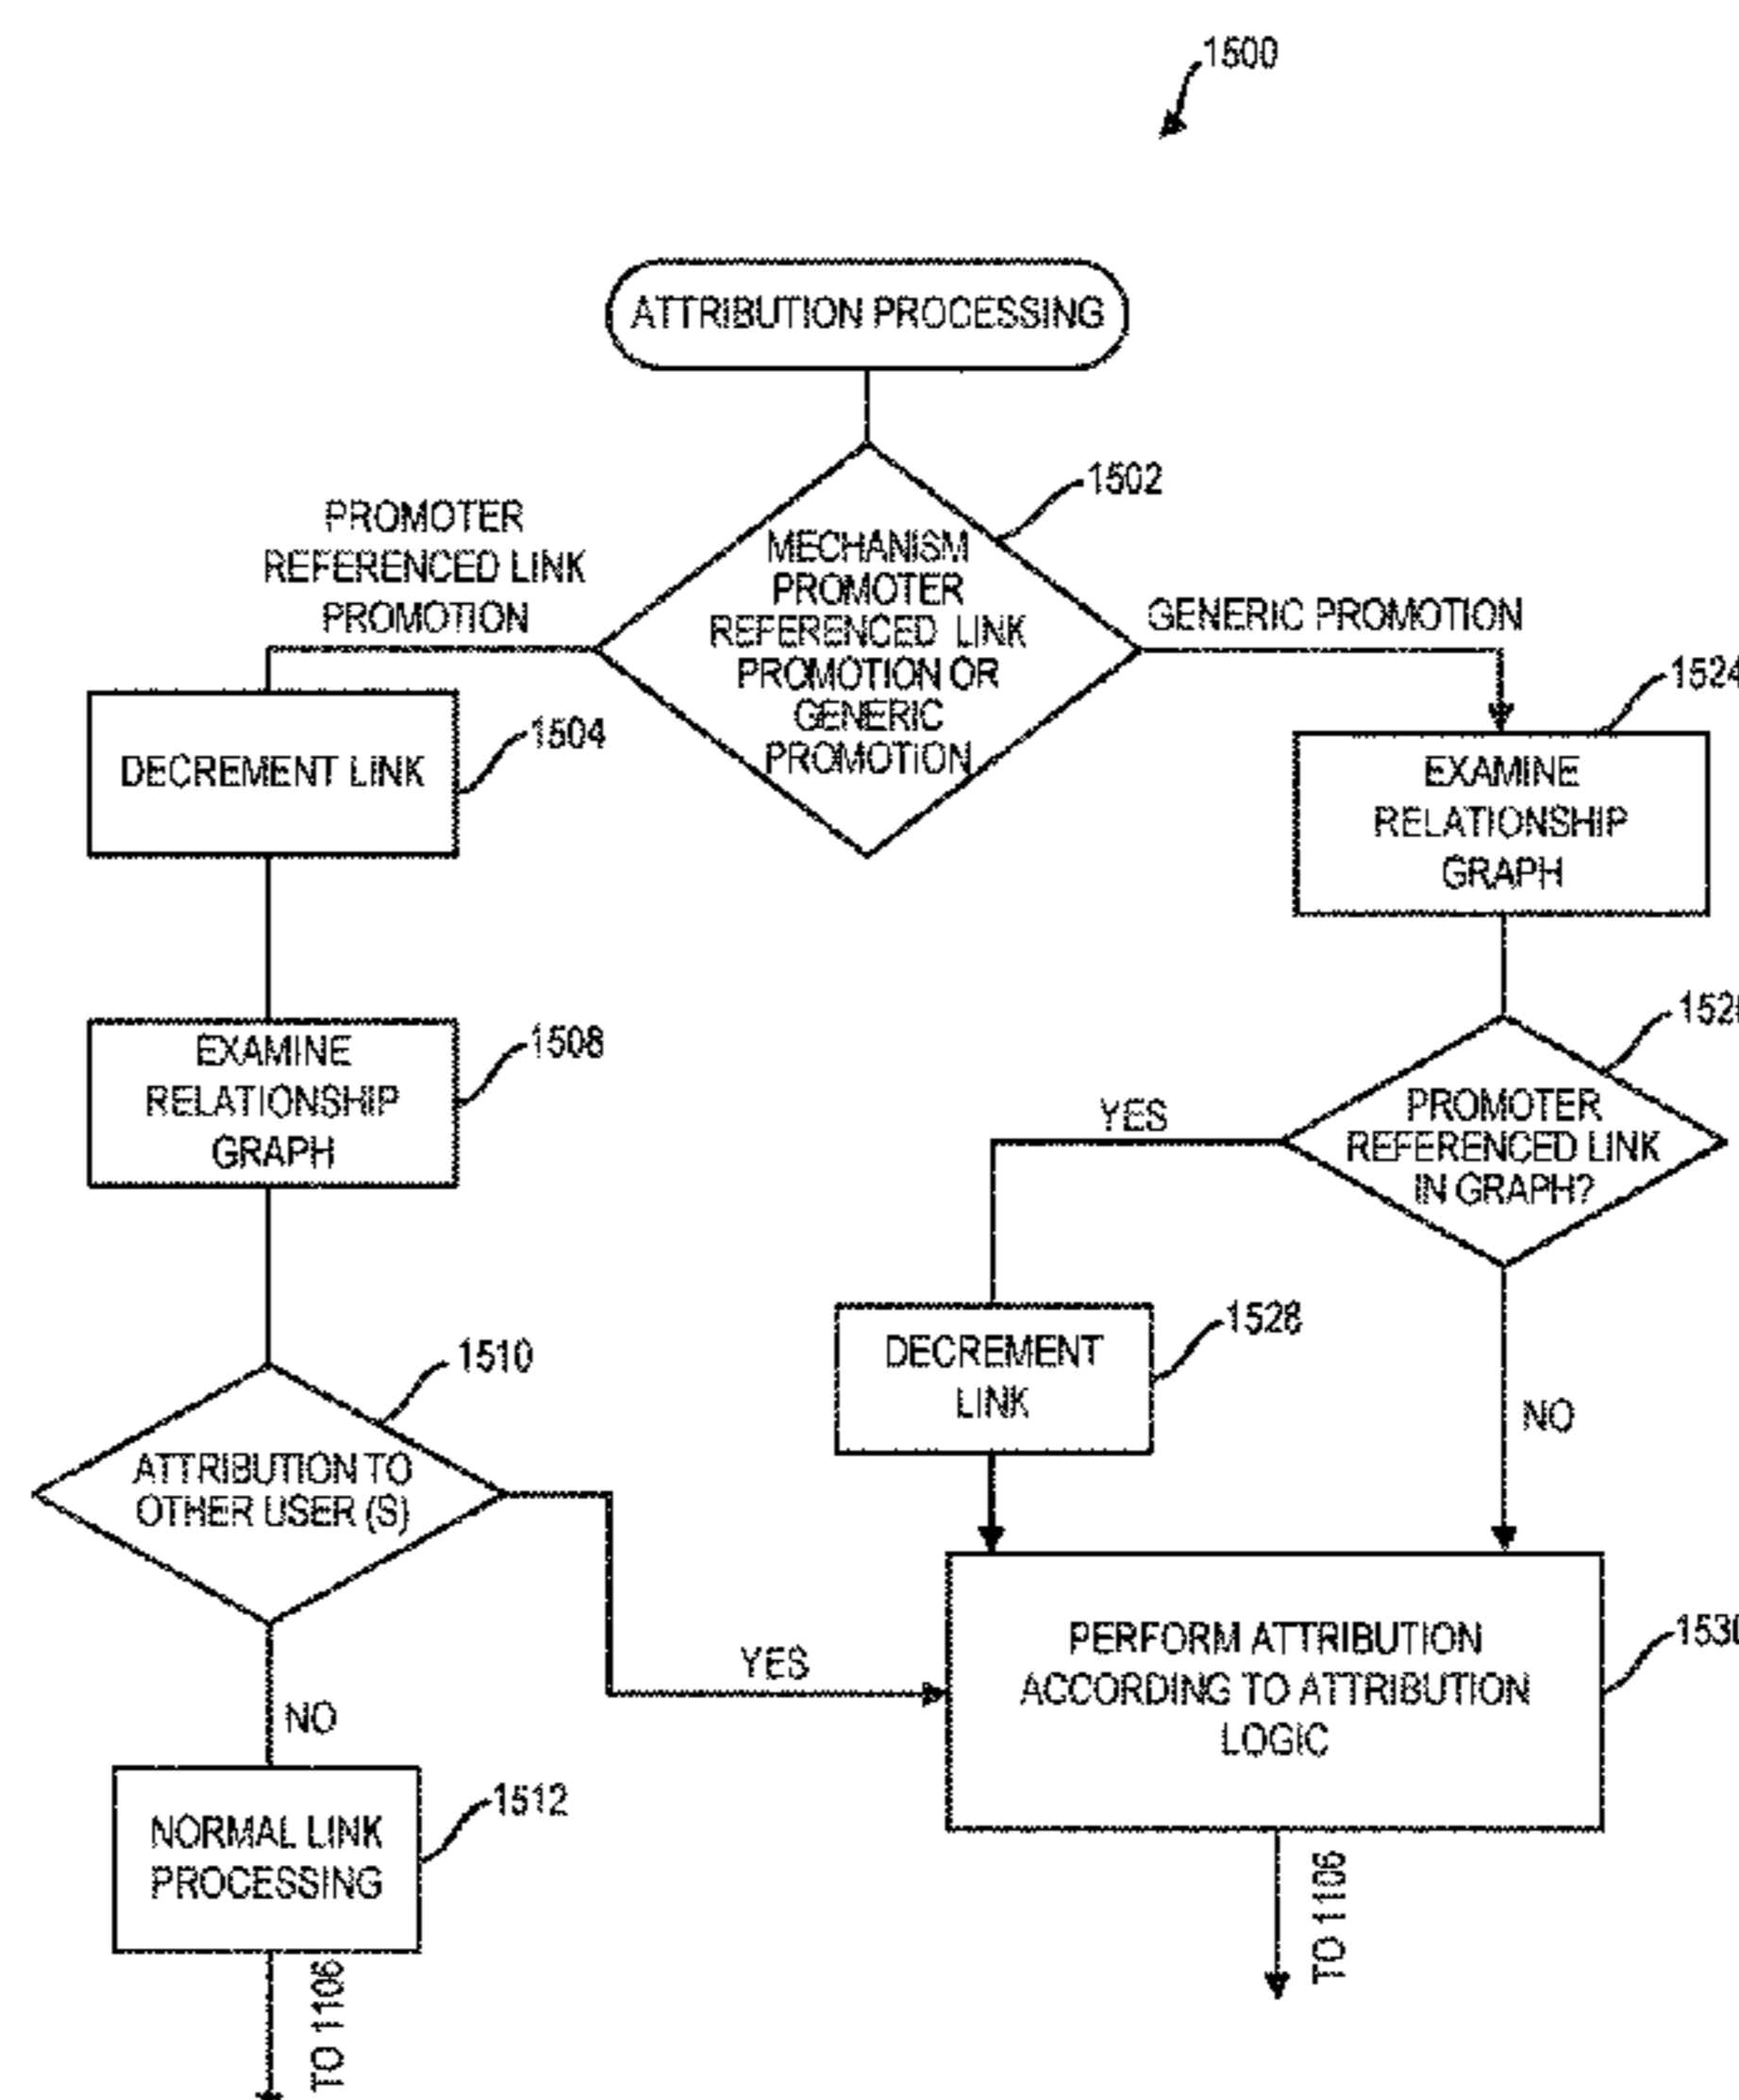 1500
ATTRIBUTION PROCESSING
1502
PROMOTER
REFERENCED LINK
PROMOTION
MECHANISM
PROMOTER
REFERENCED LINK
PROMOTION OR
GENERIC
PROMOTION
GENERIC PROMOTION
1524
DECREMENT LINK
1504
EXAMINE
RELATIONSHIP
GRAPH
EXAMINE
RELATIONSHIP
GRAPH
1508
YES
PROMOTER
REFERENCED LINK
IN GRAPH?
DECREMENT
LINK
1528
NO
1510
ATTRIBUTION TO
OTHER USER (S)
YES
PERFORM ATTRIBUTION
ACCORDING TO ATTRIBUTION
LOGIC
1530
NO
NORMAL LINK
PROCESSING
1512
TO 1106
TO 1106